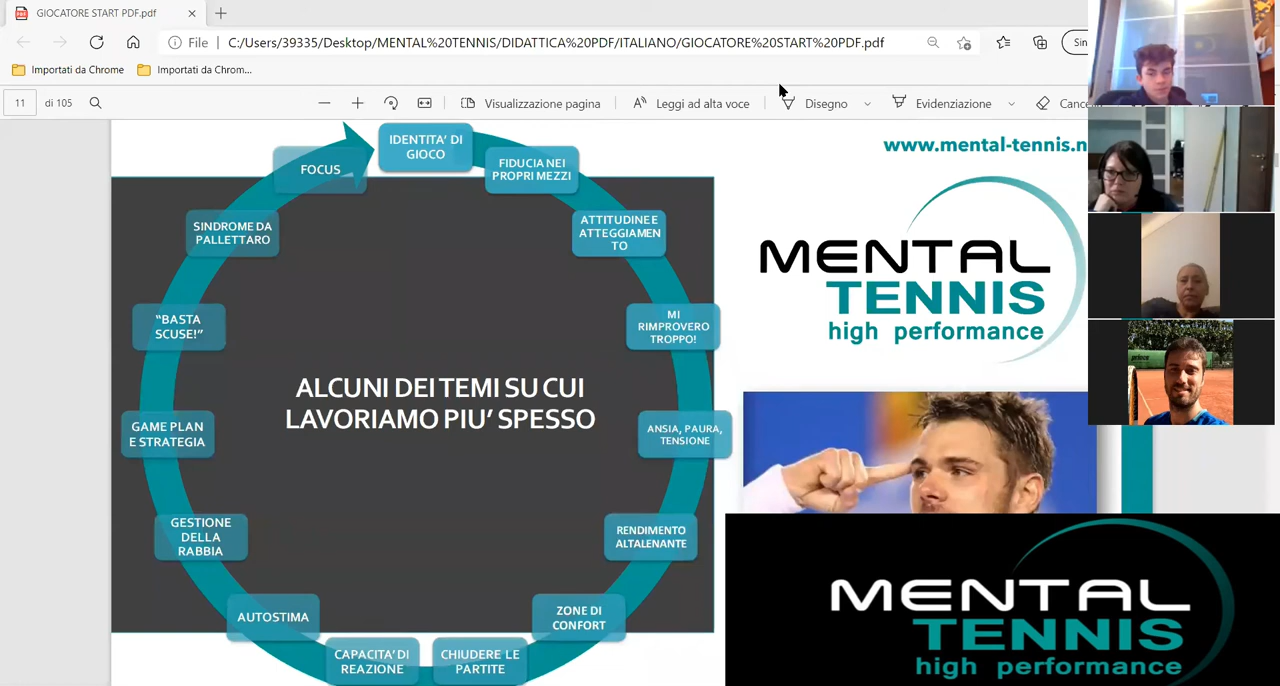 GIOCATORE START PDF.pdf
File
C:/Users/39335/Desktop/MENTAL%20TENNIS/DIDATTICA%20PDF/ITALIANO/GIOCATORE%20START%20PDF.pdf
Sin
Importati da Chrome
Importati da Chrom...
11
di 105
Visualizzazione pagina
Leggi ad alta voce
Disegno
Evidenziazione
Cancel
IDENTITA' DI
GIOCO
FIDUCIA NEI
PROPRI MEZZI
ATTITUDINE E
ATTEGGIAMEN
TO
MI
RIMPROVERO
TROPPO!
ANSIA, PAURA,
TENSIONE
RENDIMENTO
ALTALENANTE
ZONE DI
CONFORT
CHIUDERE LE
PARTITE
CAPACITA' DI
REAZIONE
AUTOSTIMA
GESTIONE
DELLA
RABBIA
GAME PLAN
E STRATEGIA
"BASTA
SCUSE!"
SINDROME DA
PALLETTARO
FOCUS
ALCUNI DEI TEMI SU CUI
LAVORIAMO PIU' SPESSO
www.mental-tennis.n
MENTAL
TENNIS
high performance
MENTAL
TENNIS
high performance
prince